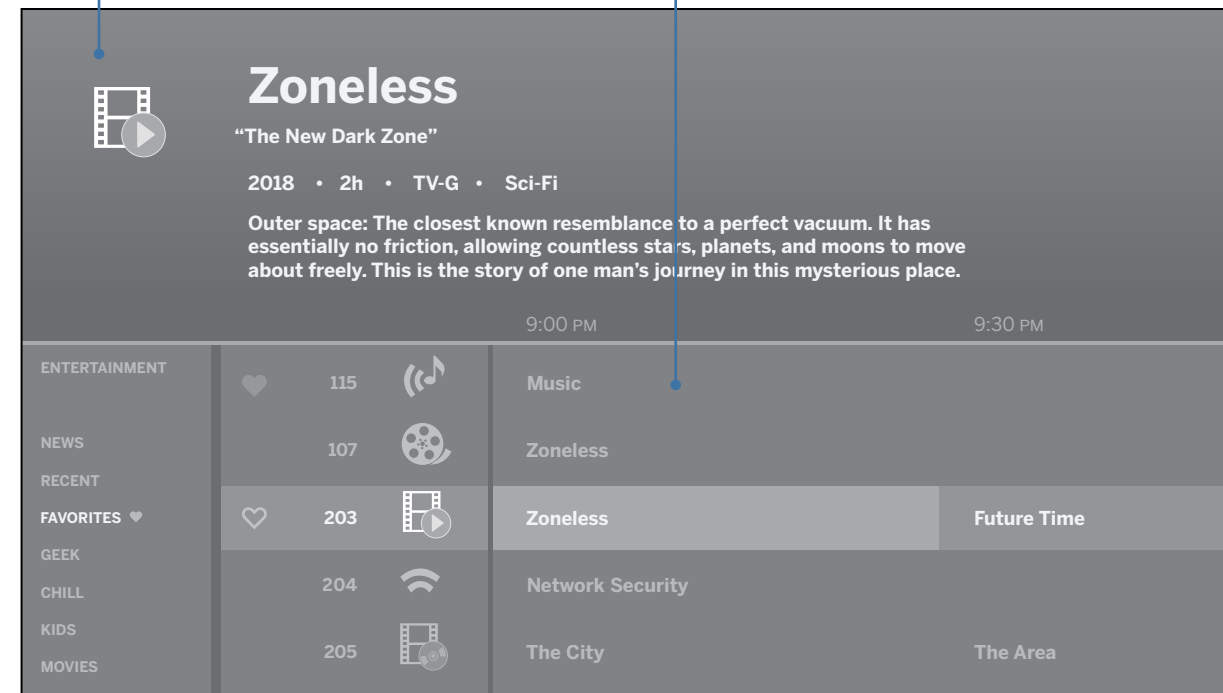 Zoneless
“The New Dark Zone”
2018 • 2h • TV-G • Sci-Fi
Outer space: The closest known resemblance to a perfect vacuum. It has
essentially no friction, allowing countless stars, planets, and moons to move
about freely. This is the story of one man’s journey in this mysterious place.
9:00 PM 9:30 PM
ENTERTAINMENT
NEWS
RECENT
FAVORITES
GEEK
CHILL
KIDS
MOVIES
115 Music
107 Zoneless
203 Zoneless Future Time
204 Network Security
205 The City The Area